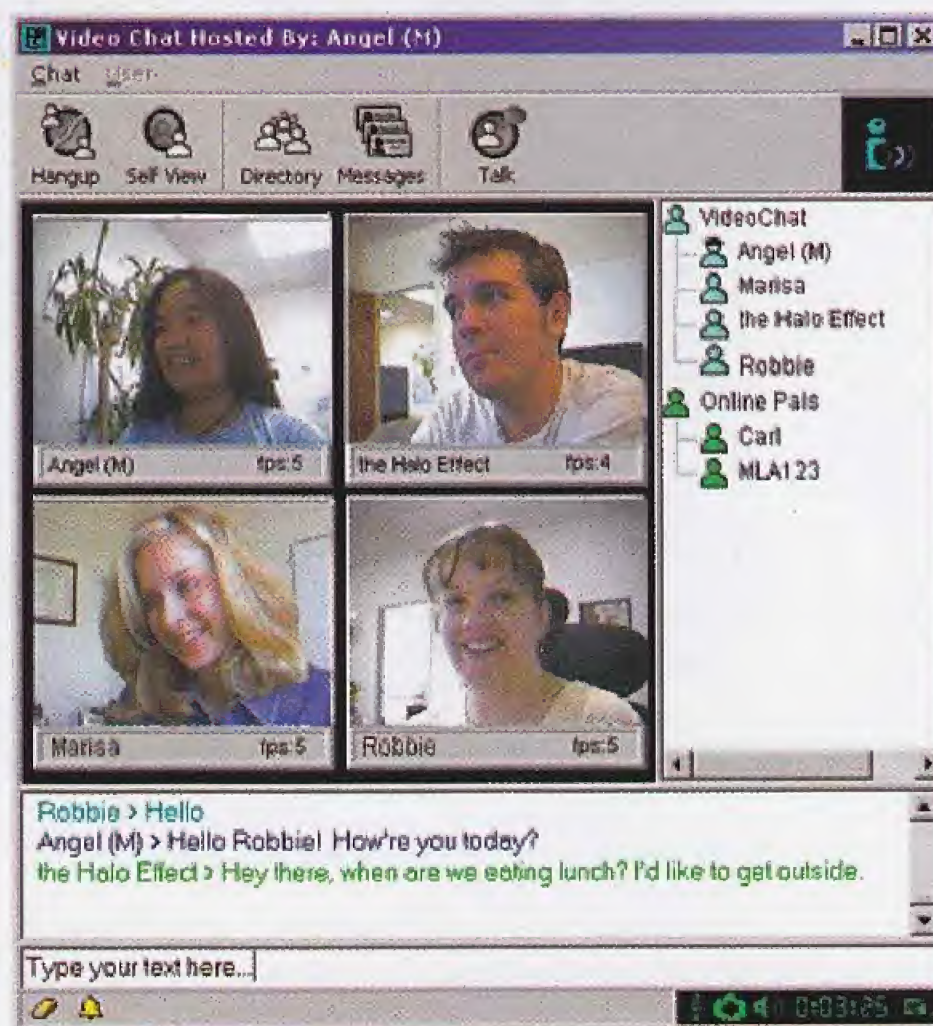 Video Chat Hosted By: Angel (M)
Chat User
Hangup Self View Directory Messages Talk
VideoChat
Angel (M)
Marisa
the Halo Effect
Robbie
Online Pals
Carl
MLA123
Angel (M) fps:5
the Halo Effect fps:4
Marisa fps:5
Robbie fps:5
Robbie > Hello
Angel (M) > Hello Robbie! How're you today?
the Halo Effect > Hey there, when are we eating lunch? I'd like to get outside.
Type your text here...
0:03:25